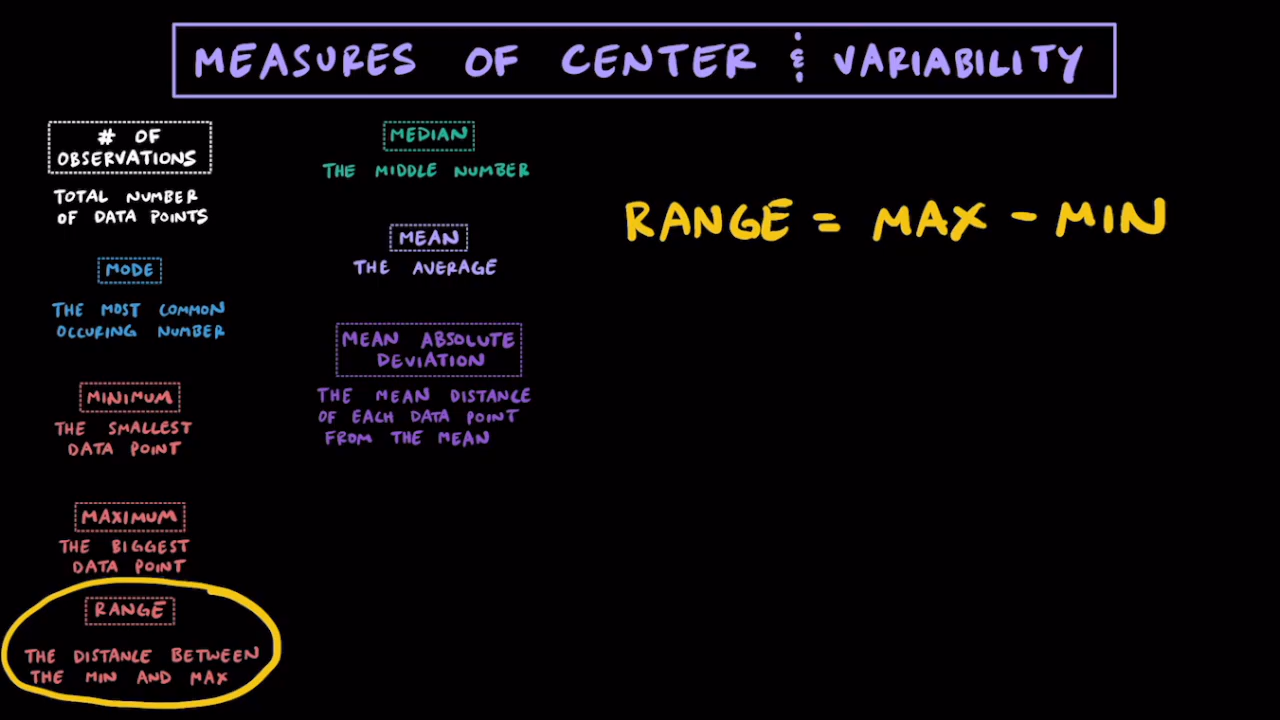 MEASURES OF CENTER & VARIABILITY
# OF
OBSERVATIONS
TOTAL NUMBER
OF DATA POINTS
MODE
THE MOST COMMON
OCCURING NUMBER
MINIMUM
THE SMALLEST
DATA POINT
MAXIMUM
THE BIGGEST
DATA POINT
RANGE
THE DISTANCE BETWEEN
THE MIN AND MAX
MEDIAN
THE MIDDLE NUMBER
MEAN
THE AVERAGE
MEAN ABSOLUTE
DEVIATION
THE MEAN DISTANCE
OF EACH DATA POINT
FROM THE MEAN
RANGE = MAX - MIN